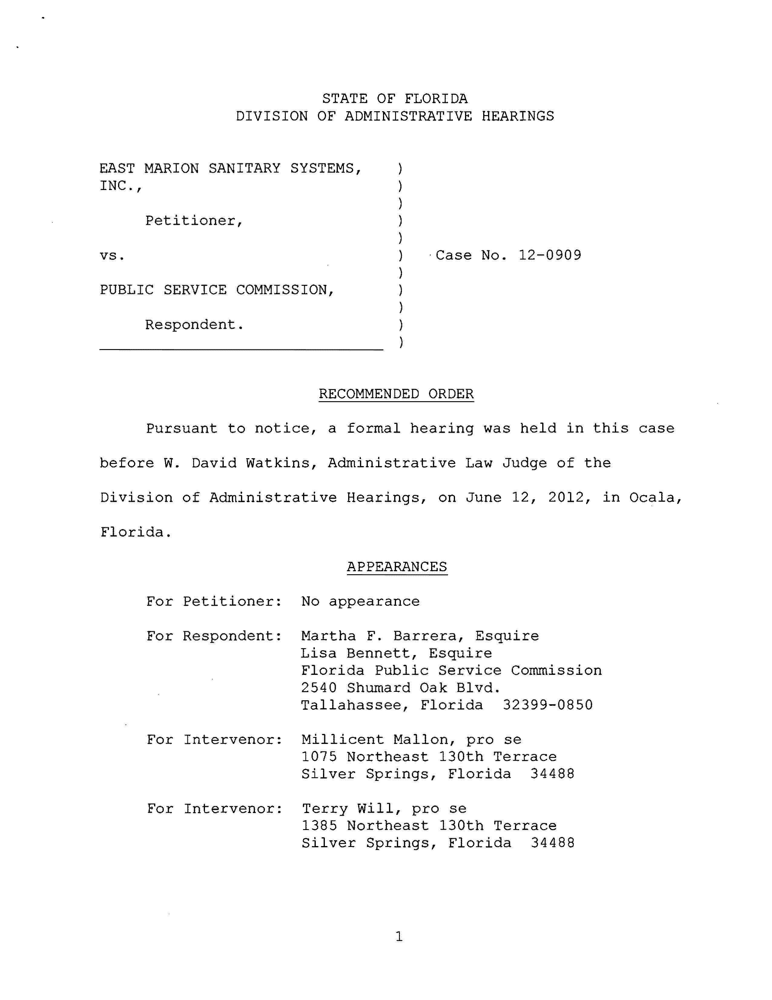 STATE OF FLORIDA
DIVISION OF ADMINISTRATIVE HEARINGS
EAST MARION SANITARY SYSTEMS, )
INC., )
)
Petitioner, )
)
vs. ) Case No. 12-0909
)
PUBLIC SERVICE COMMISSION, )
)
Respondent. )
)
RECOMMENDED ORDER
Pursuant to notice, a formal hearing was held in this case
before W. David Watkins, Administrative Law Judge of the
Division of Administrative Hearings, on June 12, 2012, in Ocala,
Florida.
APPEARANCES
For Petitioner: No appearance
For Respondent: Martha F. Barrera, Esquire
Lisa Bennett, Esquire
Florida Public Service Commission
2540 Shumard Oak Blvd.
Tallahassee, Florida 32399-0850
For Intervenor: Millicent Mallon, pro se
1075 Northeast 130th Terrace
Silver Springs, Florida 34488
For Intervenor: Terry Will, pro se
1385 Northeast 130th Terrace
Silver Springs, Florida 34488
1